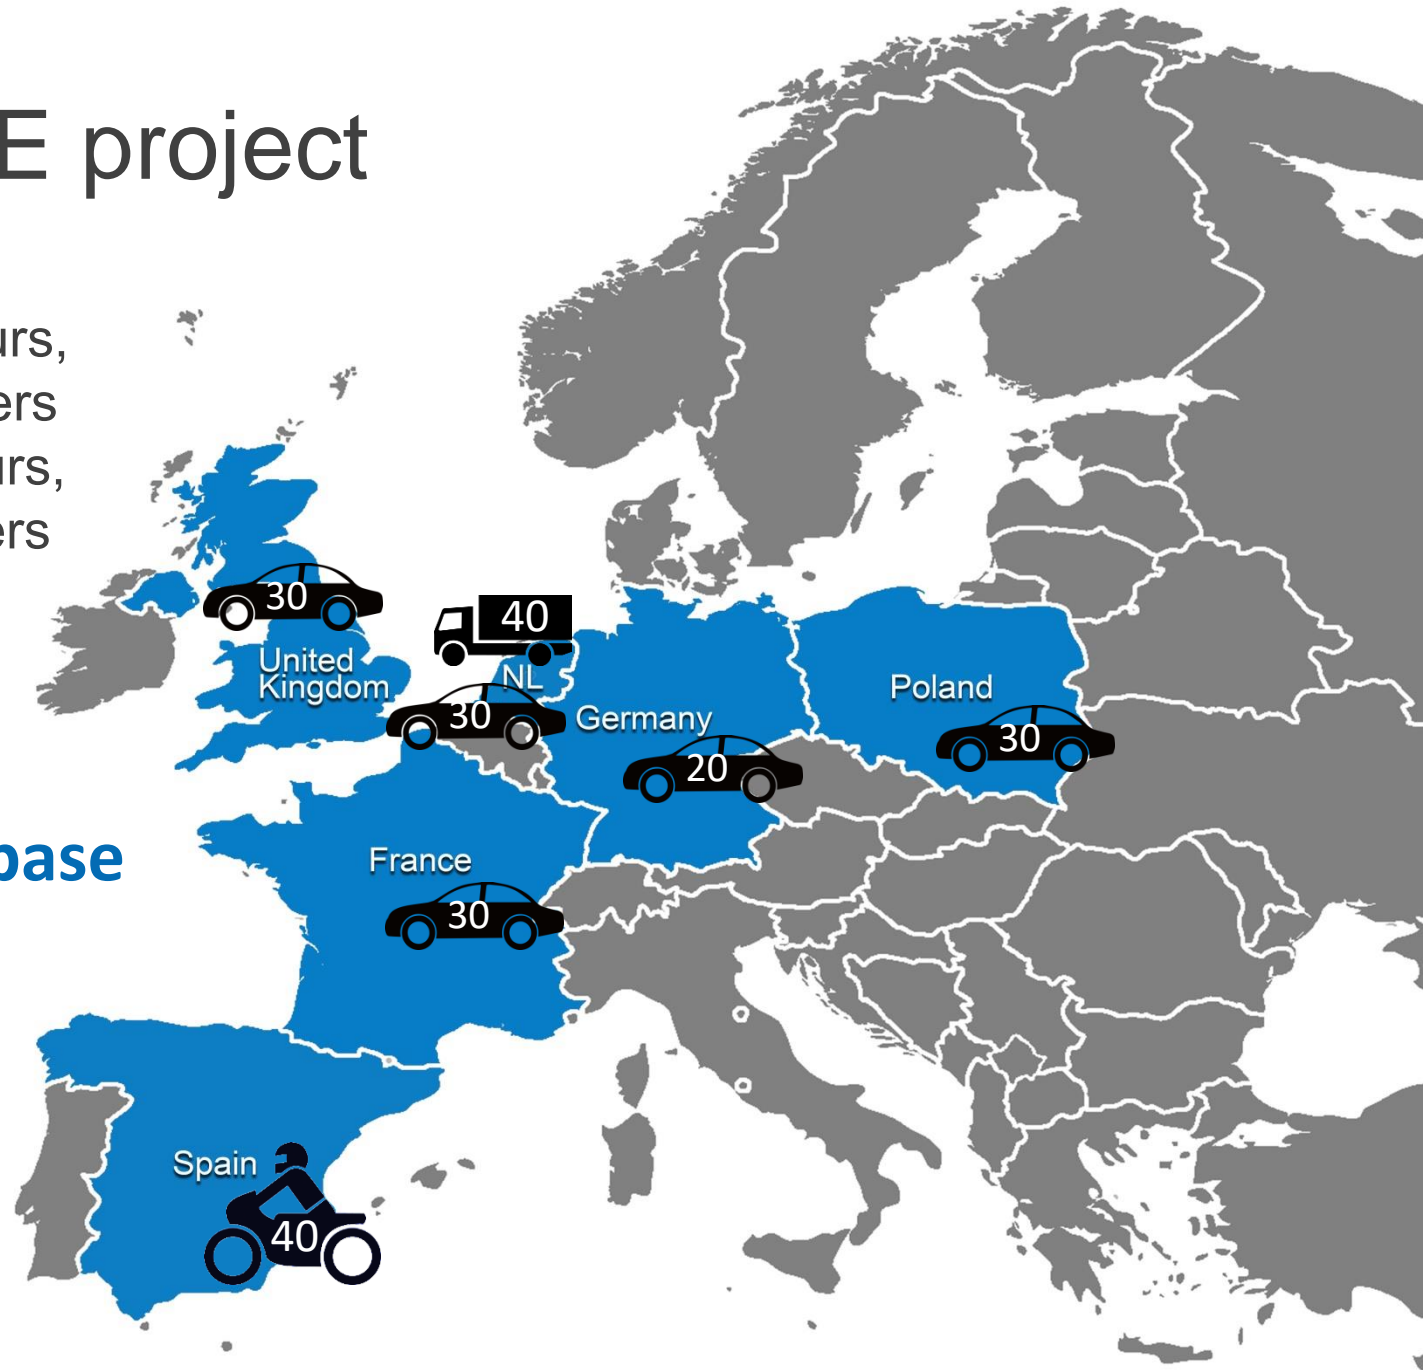 E project
urs,
ers
urs,
ers
30
40
United
Kingdom
NL
Poland
30
Germany
30
20
base
France
30
Spain
40